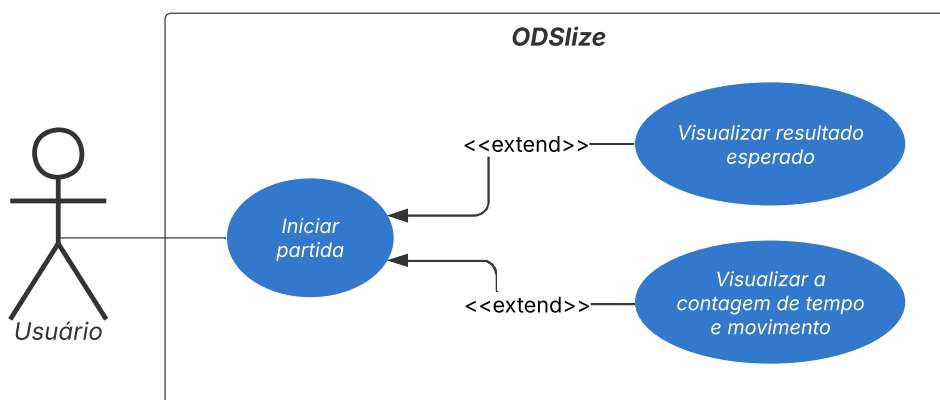 ODSlize
Visualizar resultado
esperado
<<extend>>
Iniciar
partida
Visualizar a
contagem de tempo
e movimento
<<extend>>
Usuário